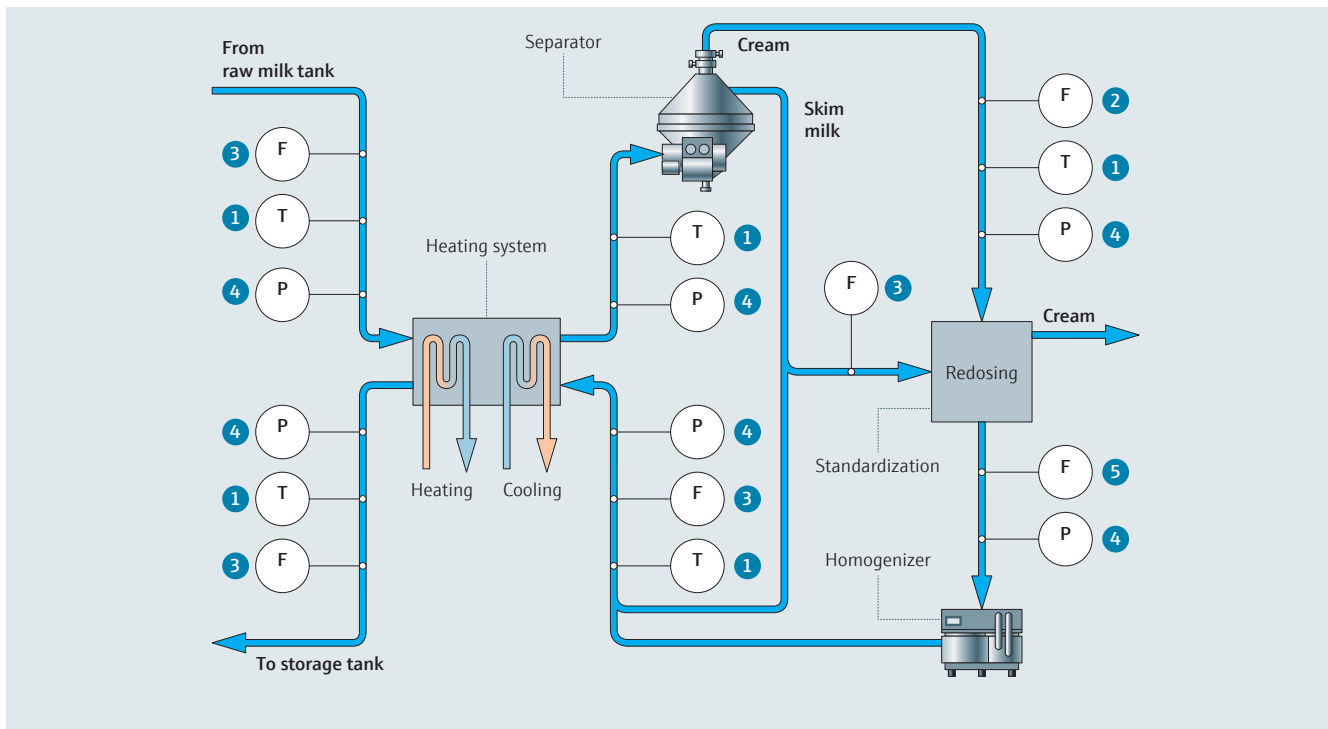 From
raw milk tank
3 F
1 T
4 P
Heating system
Separator
Cream
Skim
milk
T 1
P 4
F 3
F 2
T 1
P 4
Cream
Redosing
Standardization
F 5
P 4
Homogenizer
Heating
Cooling
P 4
F 3
T 1
4 P
1 T
3 F
To storage tank